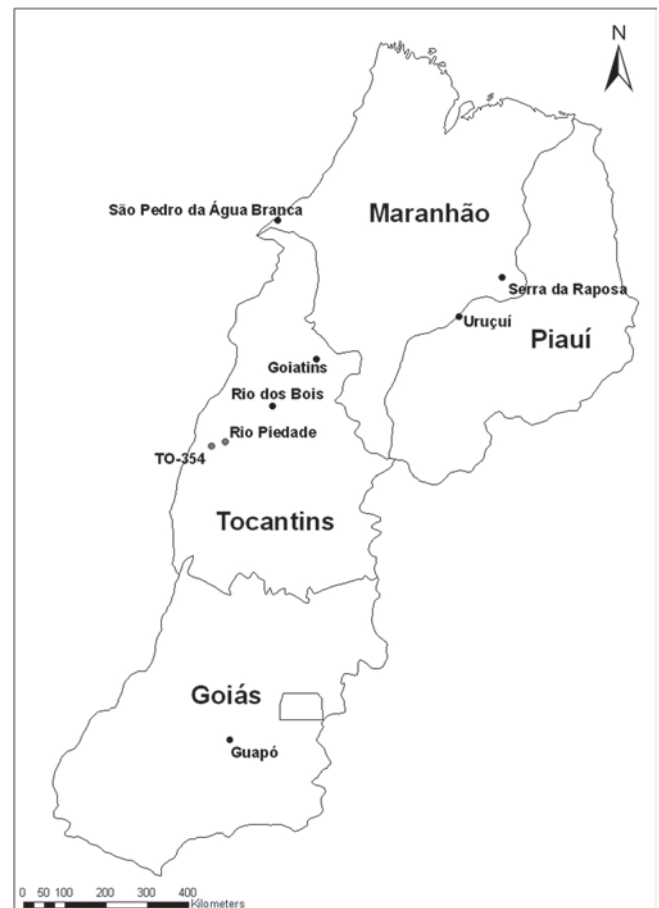 N
São Pedro da Água Branca
Maranhão
Serra da Raposa
Uruçuí
Piauí
Goiatins
Rio dos Bois
Rio Piedade
TO-354
Tocantins
Goiás
Guapó
0 50 100 200 300 400
Kilometers